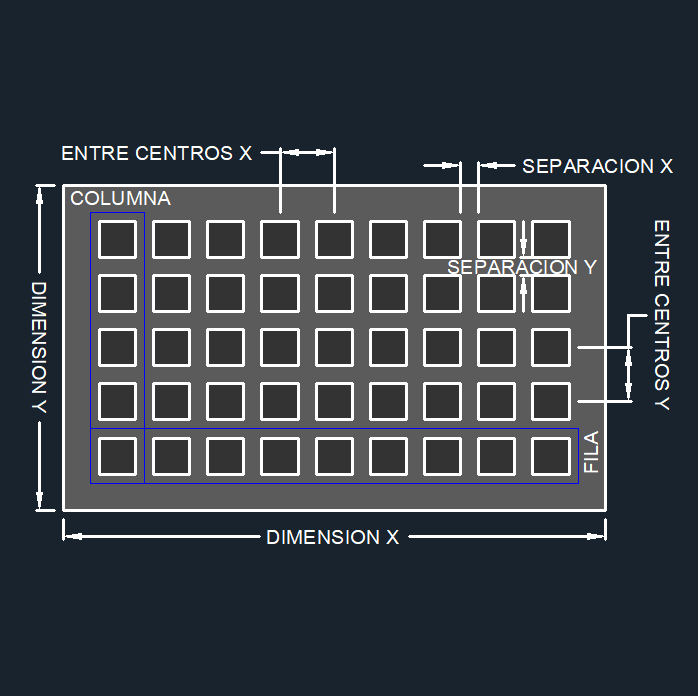 ENTRE CENTROS X
SEPARACION X
COLUMNA
SEPARACION Y
ENTRE CENTROS Y
DIMENSION Y
FILA
DIMENSION X